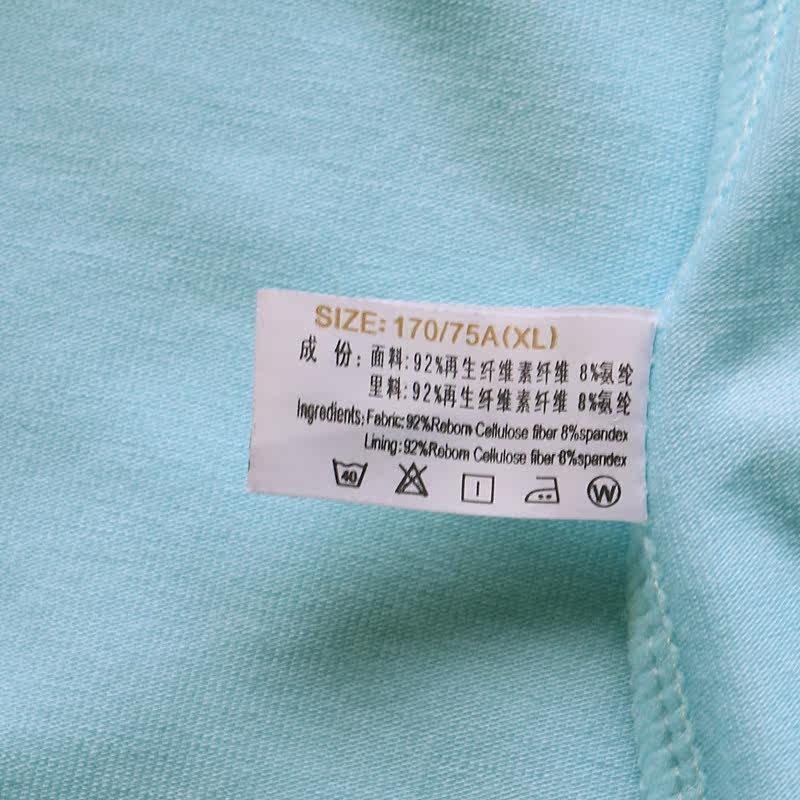 SIZE: 170/75A(XL)
成 份: 面料: 92%再生纤维素纤维 8%氨纶
里料: 92%再生纤维素纤维 8%氨纶
Ingredients: Fabric: 92%Reborn Cellulose fiber 8%spandex
Lining: 92%Reborn Cellulose fiber 8%spandex
40 W